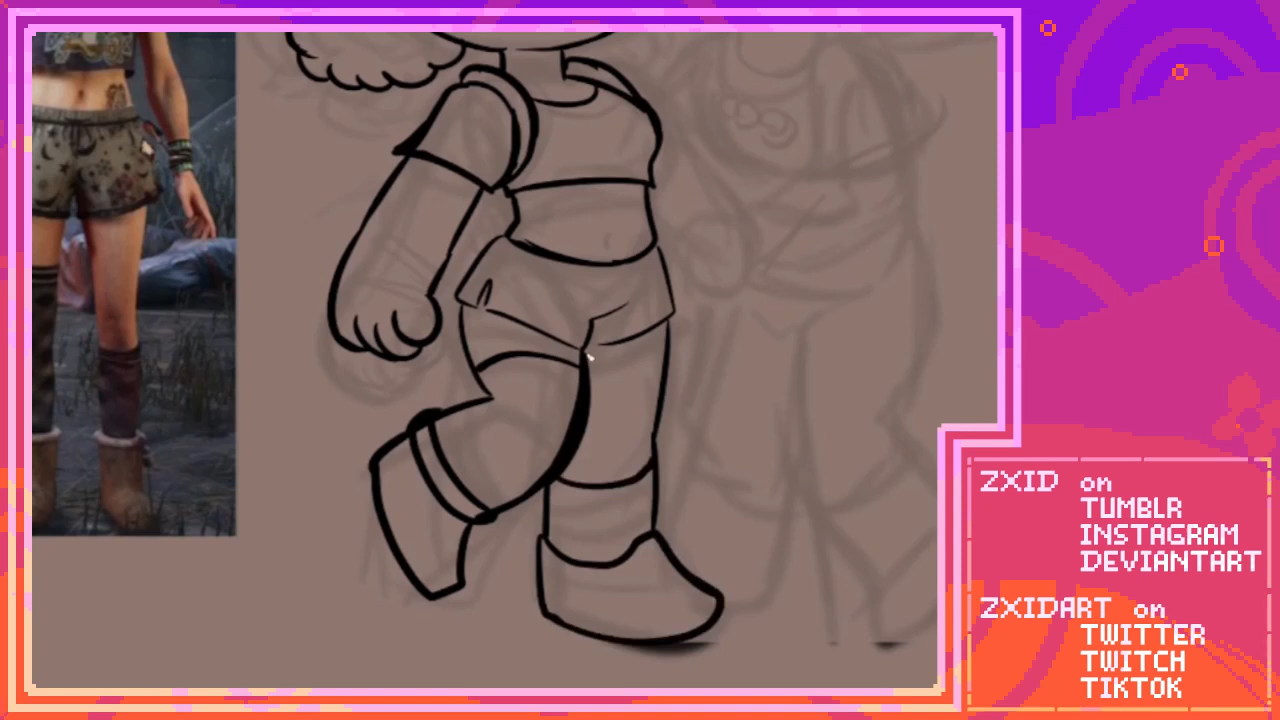 ZXID on
TUMBLR
INSTAGRAM
DEVIANTART
ZXIDART on
TWITTER
TWITCH
TIKTOK